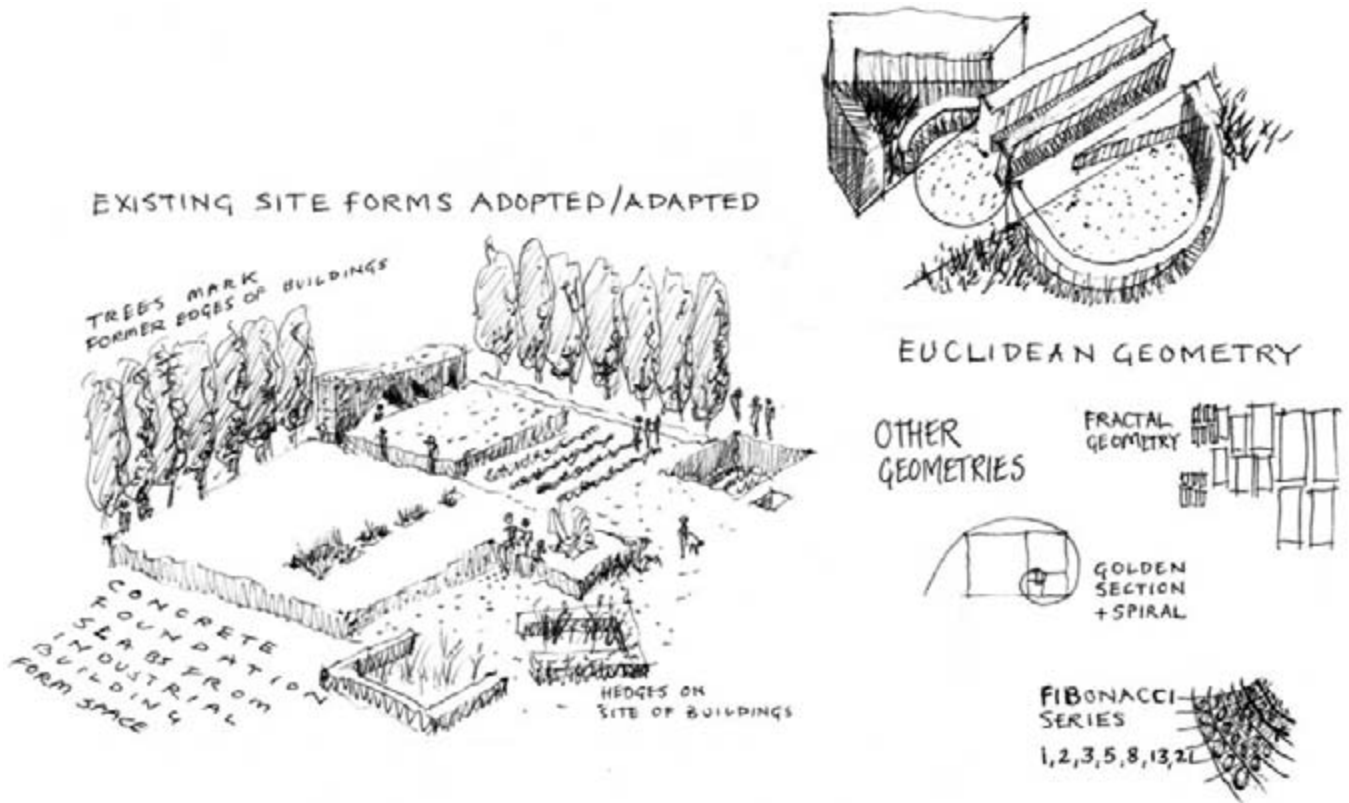 EXISTING SITE FORMS ADOPTED/ADAPTED
TREES MARK
FORMER EDGES OF BUILDINGS
CONCRETE
FOUNDATION
SLABS FROM
INDUSTRIAL
BUILDING
FORM SPACE
HEDGES ON
SITE OF BUILDINGS
EUCLIDEAN GEOMETRY
OTHER
GEOMETRIES
FRACTAL
GEOMETRY
GOLDEN
SECTION
+ SPIRAL
FIBONACCI
SERIES
1,2,3,5,8,13,21